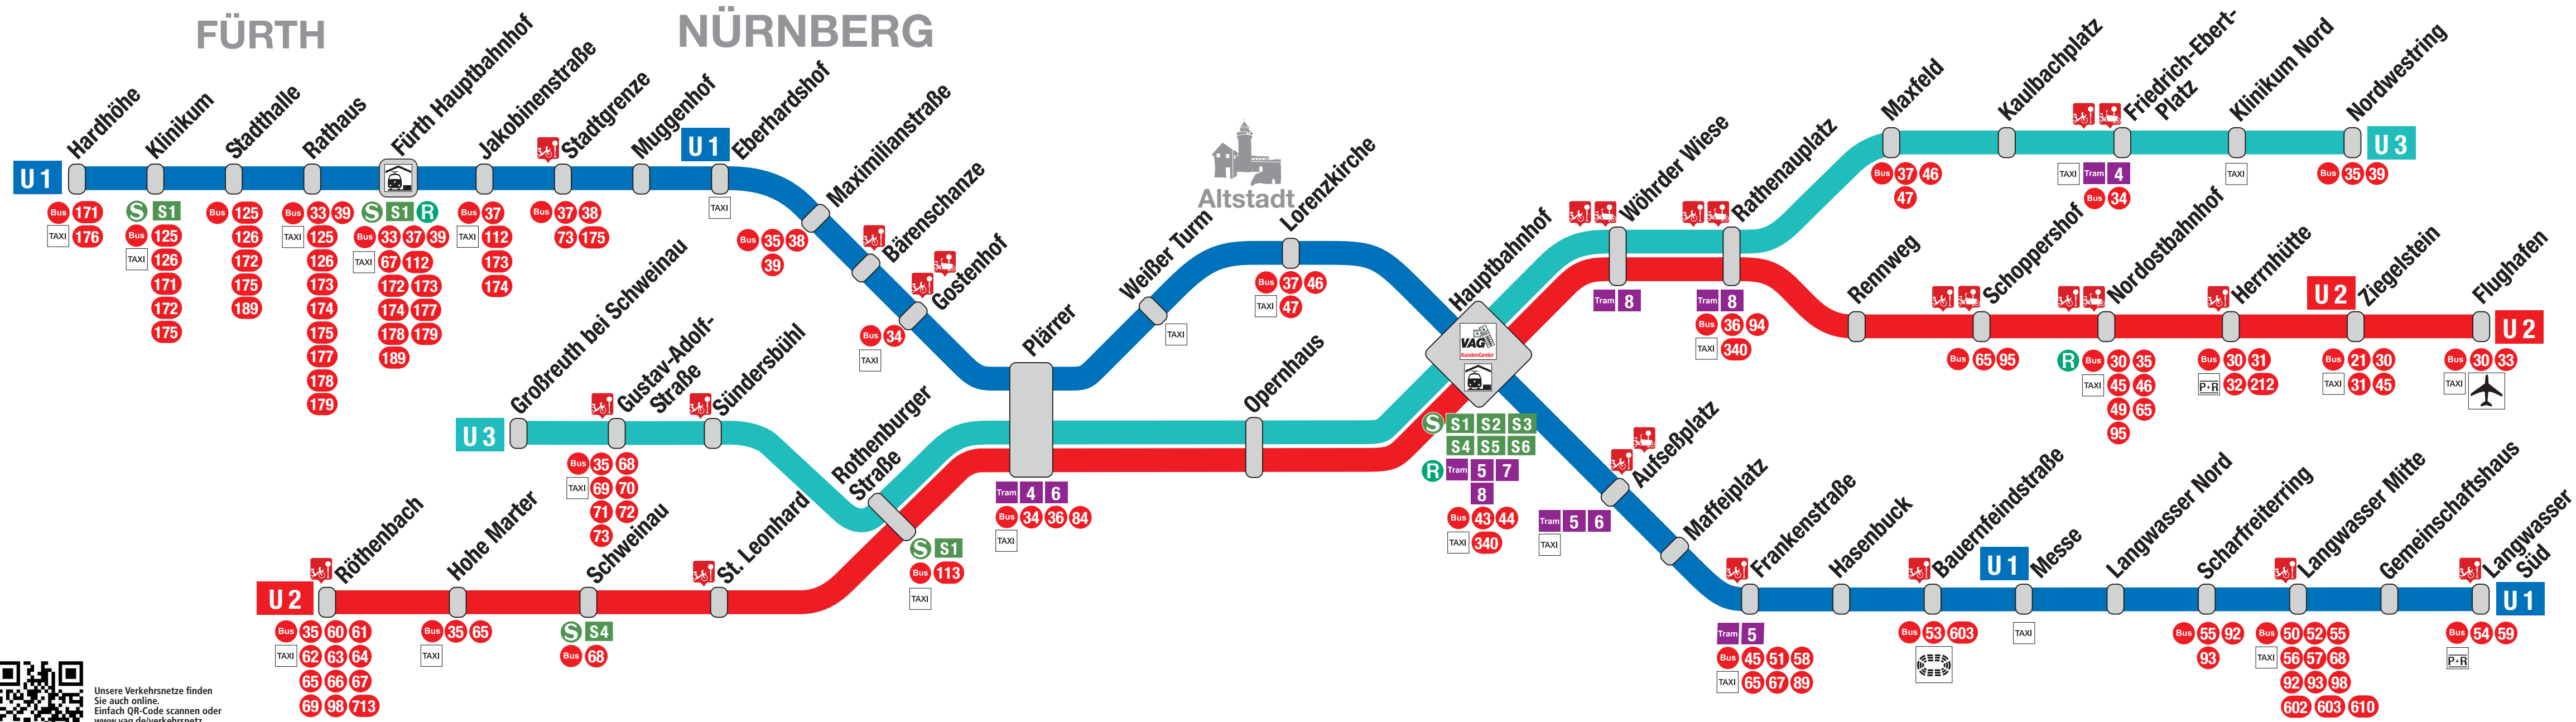 FÜRTH
NÜRNBERG
Altstadt
U 1
Hardhöhe
Bus 171
TAXI 176
Klinikum
S S1
Bus 125
TAXI 126
171
172
175
Stadthalle
Bus 125
126
172
175
189
Rathaus
Bus 33 39
TAXI 125
126
173
174
175
177
178
179
Fürth Hauptbahnhof
S S1 R
Bus 33 37 39
TAXI 67 112
172 173
174 177
178 179
189
Jakobinenstraße
Bus 37
TAXI 112
173
174
Stadtgrenze
Bus 37 38
73 175
Muggenhof
U 1
Eberhardshof
TAXI
Maximilianstraße
Bus 35 38
39
Bärenschanze
Gostenhof
Bus 34
TAXI
Plärrer
Tram 4 6
Bus 34 36 84
TAXI
Weißer Turm
TAXI
Lorenzkirche
Bus 37 46
TAXI 47
Opernhaus
Hauptbahnhof
VAG
KundenCenter
S S1 S2 S3
S4 S5 S6
R Tram 5 7
8
Bus 43 44
TAXI 340
Wöhrder Wiese
Tram 8
Rathenauplatz
Tram 8
Bus 36 94
TAXI 340
Maxfeld
Bus 37 46
47
Kaulbachplatz
Friedrich-Ebert-
Platz
TAXI Tram 4
Bus 34
Klinikum Nord
TAXI
Nordwestring
Bus 35 39
U 3
Rennweg
Schoppershof
Bus 65 95
Nordostbahnhof
R Bus 30 35
TAXI 45 46
49 65
95
Herrnhütte
Bus 30 31
P+R 32 212
U 2
Ziegelstein
Bus 21 30
TAXI 31 45
Flughafen
Bus 30 33
TAXI
U 2
U 3
Großreuth bei Schweinau
Gustav-Adolf-
Straße
Bus 35 68
TAXI 69 70
71 72
73
Sündersbühl
Rothenburger
Straße
S S1
Bus 113
TAXI
U 2
Röthenbach
Bus 35 60 61
TAXI 62 63 64
65 66 67
69 98 713
Hohe Marter
Bus 35 65
TAXI
Schweinau
S S4
Bus 68
St. Leonhard
Aufseßplatz
Tram 5 6
TAXI
Maffeiplatz
Frankenstraße
Tram 5
Bus 45 51 58
TAXI 65 67 89
Hasenbuck
Bauernfeindstraße
Bus 53 603
U 1
Messe
TAXI
Langwasser Nord
Scharfreiterring
Bus 55 92
93
Langwasser Mitte
Bus 50 52 55
TAXI 56 57 68
92 93 98
602 603 610
Gemeinschaftshaus
Langwasser
Süd
Bus 54 59
P+R
U 1
Unsere Verkehrsnetze finden
Sie auch online.
Einfach QR-Code scannen oder
www.vag.de/verkehrsnetz